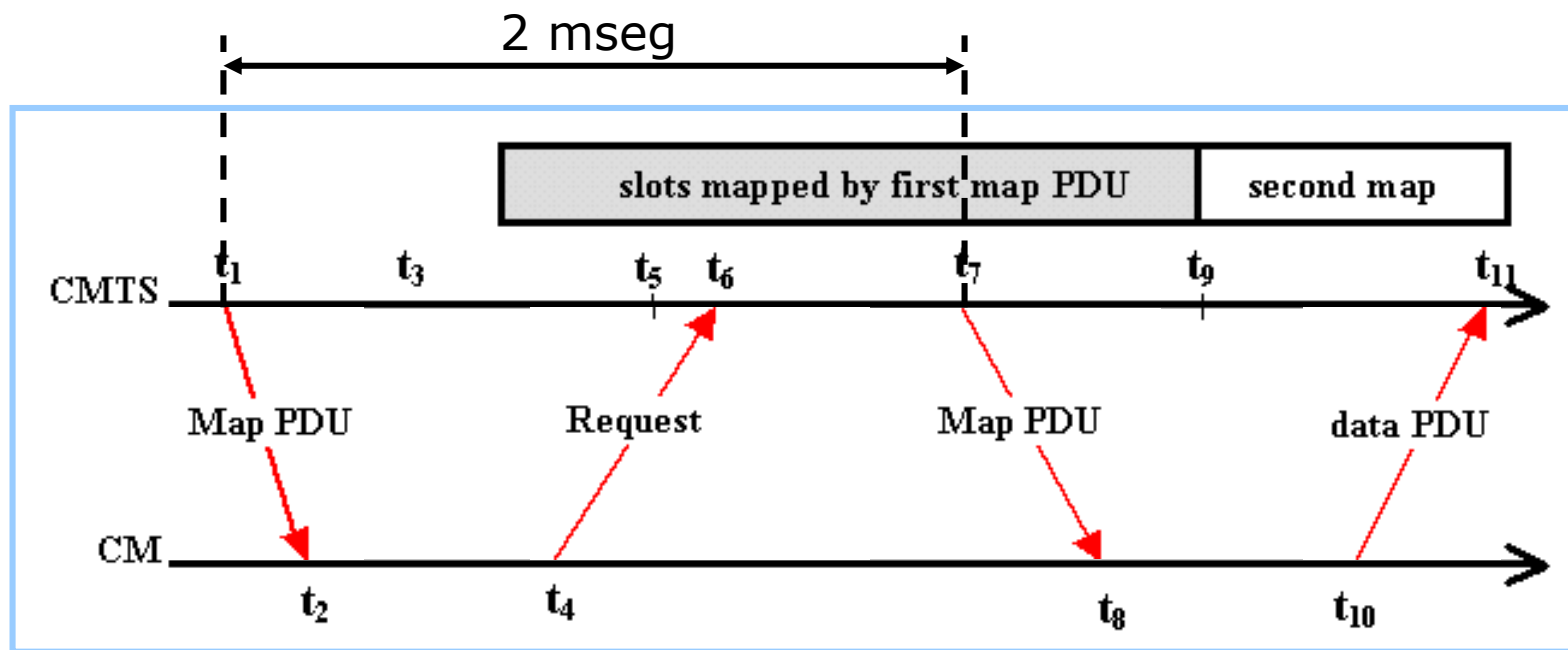 2 mseg
slots mapped by first map PDU
second map
t₁ t₃ t₅ t₆ t₇ t₉ t₁₁
CMTS
Map PDU
Request
Map PDU
data PDU
CM
t₂ t₄ t₈ t₁₀